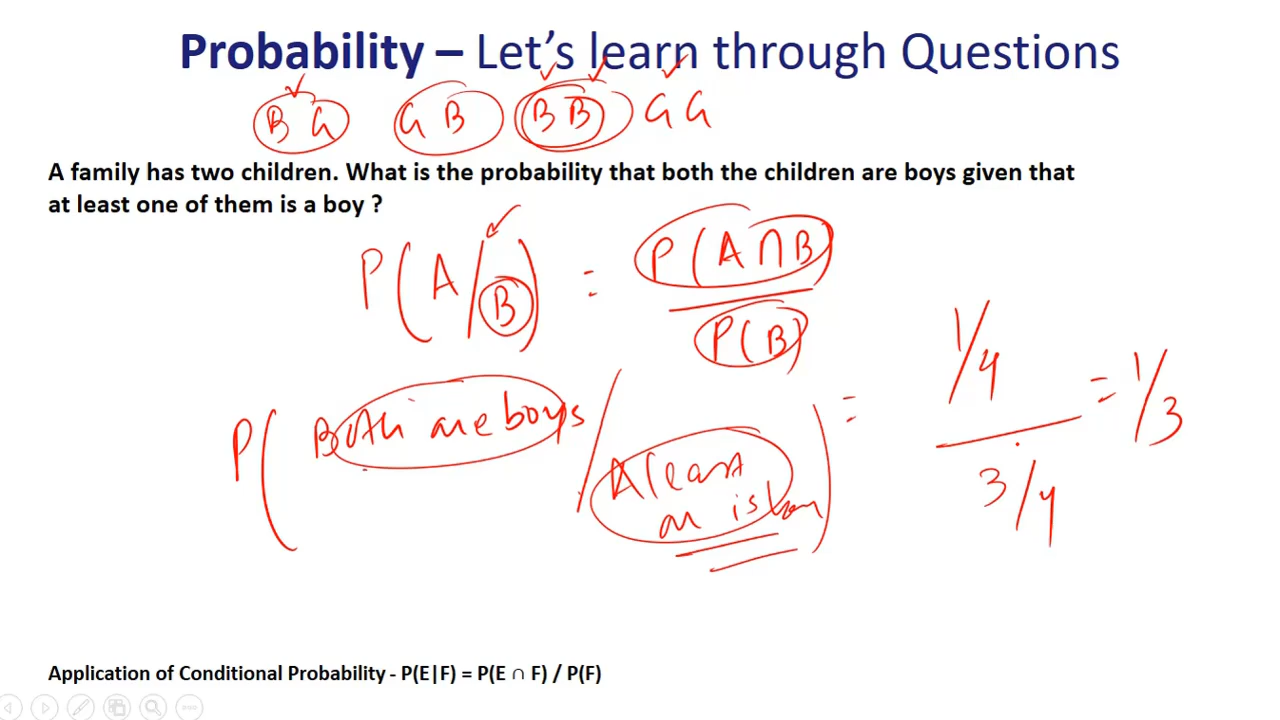 Probability – Let's learn through Questions
B G G B B B G G
A family has two children. What is the probability that both the children are boys given that
at least one of them is a boy ?
P(A/B) = P(A∩B)
P(B)
P(Both are boys/
Atleast
is
) = 1/4
3/4
= 1/3
Application of Conditional Probability - P(E|F) = P(E ∩ F) / P(F)